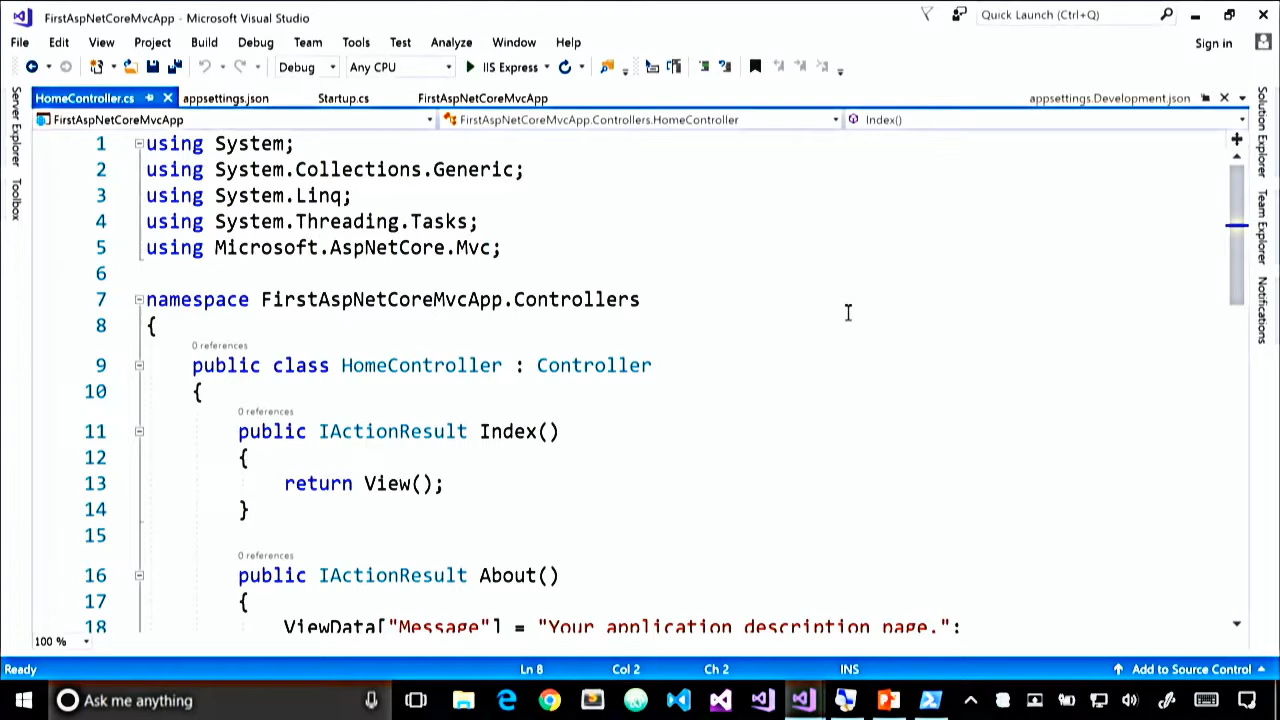 FirstAspNetCoreMvcApp - Microsoft Visual Studio
Quick Launch (Ctrl+Q)
File Edit View Project Build Debug Team Tools Test Analyze Window Help
Sign in
Debug Any CPU IIS Express
HomeController.cs appsettings.json Startup.cs FirstAspNetCoreMvcApp appsettings.Development.json
FirstAspNetCoreMvcApp FirstAspNetCoreMvcApp.Controllers.HomeController Index()
Server Explorer
Toolbox
Solution Explorer
Team Explorer
Notifications
1 using System;
2 using System.Collections.Generic;
3 using System.Linq;
4 using System.Threading.Tasks;
5 using Microsoft.AspNetCore.Mvc;
6
7 namespace FirstAspNetCoreMvcApp.Controllers
8 {
0 references
9 public class HomeController : Controller
10 {
0 references
11 public IActionResult Index()
12 {
13 return View();
14 }
15
0 references
16 public IActionResult About()
17 {
18 ViewData["Message"] = "Your application description page.";
100 %
Ready Ln 8 Col 2 Ch 2 INS Add to Source Control
Ask me anything